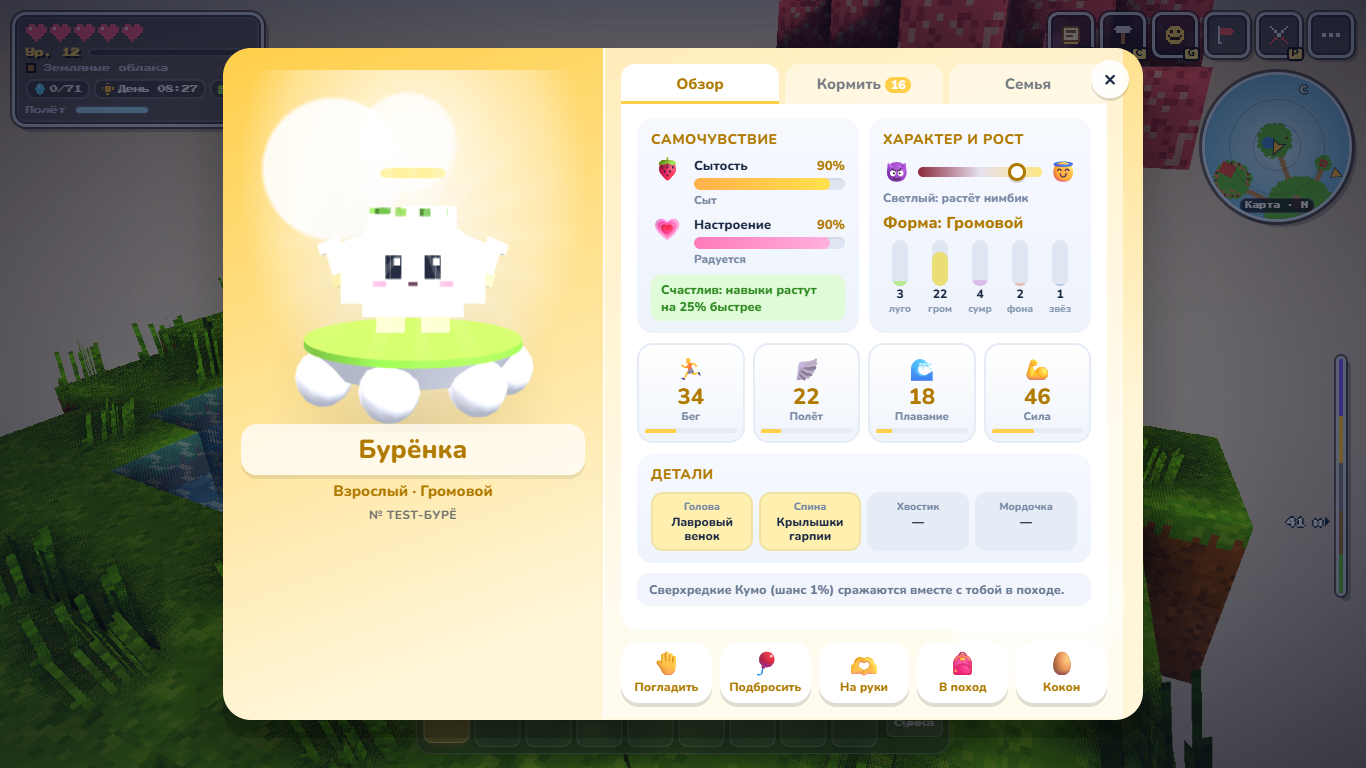 Ур. 12
Земляные облака
0/71
День 08:27
Полёт
Обзор
Кормить 16
Семья
×
C
G
P
С
Карта - M
41 м
САМОЧУВСТВИЕ
Сытость 90%
Сыт
Настроение 90%
Радуется
Счастлив: навыки растут
на 25% быстрее
ХАРАКТЕР И РОСТ
Светлый: растёт нимбик
Форма: Громовой
3 22 4 2 1
луго гром сумр фона звёз
34 22 18 46
Бег Полёт Плавание Сила
Бурёнка
Взрослый · Громовой
№ TEST-БУРЁ
ДЕТАЛИ
Голова
Лавровый
венок
Спина
Крылышки
гарпии
Хвостик
—
Мордочка
—
Сверхредкие Кумо (шанс 1%) сражаются вместе с тобой в походе.
Погладить Подбросить На руки В поход Кокон
Сумка